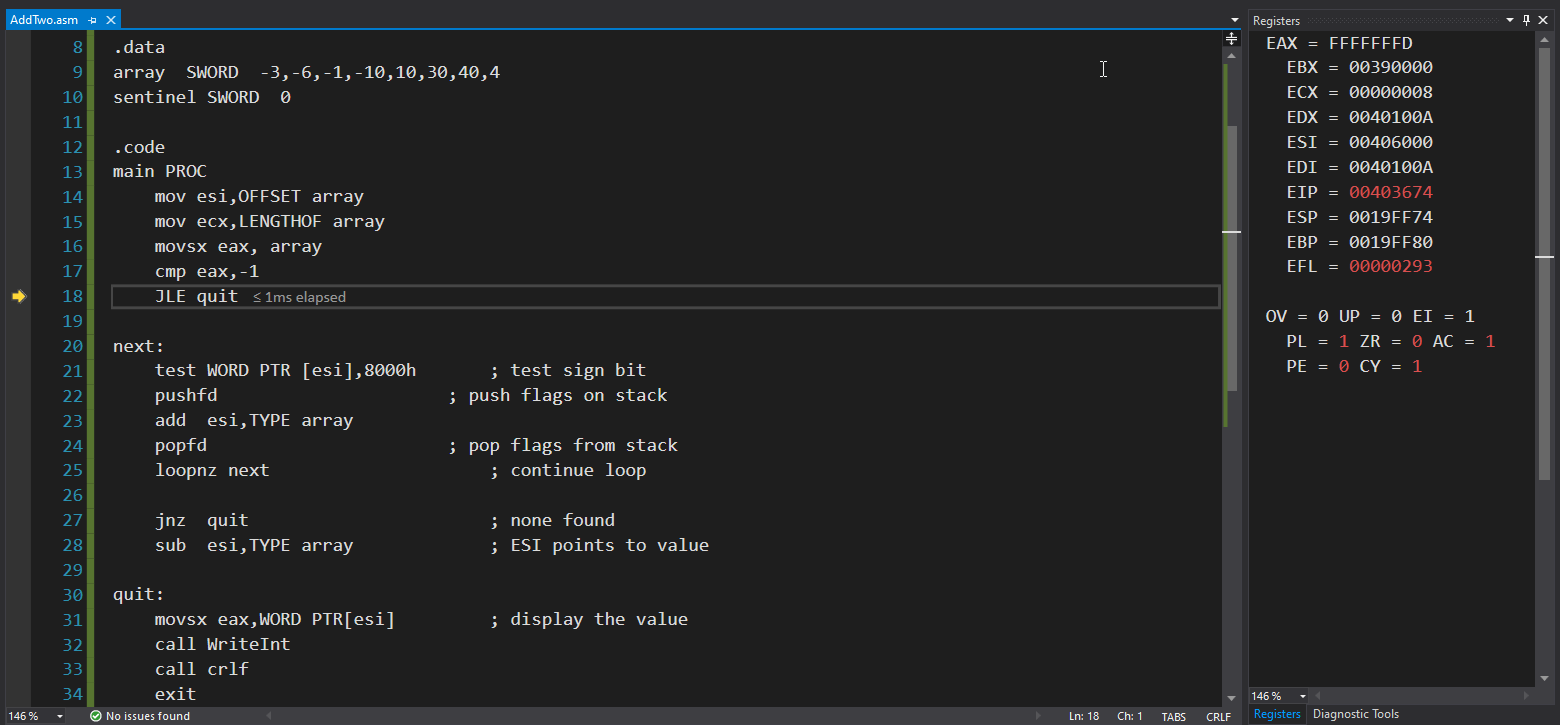 AddTwo.asm
8 .data
9 array  SWORD  -3,-6,-1,-10,10,30,40,4
10 sentinel SWORD  0
11
12 .code
13 main PROC
14     mov esi,OFFSET array
15     mov ecx,LENGTHOF array
16     movsx eax, array
17     cmp eax,-1
18     JLE quit  ≤ 1ms elapsed
19
20 next:
21     test WORD PTR [esi],8000h       ; test sign bit
22     pushfd                      ; push flags on stack
23     add  esi,TYPE array
24     popfd                       ; pop flags from stack
25     loopnz next                     ; continue loop
26
27     jnz  quit                       ; none found
28     sub  esi,TYPE array             ; ESI points to value
29
30 quit:
31     movsx eax,WORD PTR[esi]         ; display the value
32     call WriteInt
33     call crlf
34     exit
146 % No issues found Ln: 18 Ch: 1 TABS CRLF
Registers
EAX = FFFFFFFD
EBX = 00390000
ECX = 00000008
EDX = 0040100A
ESI = 00406000
EDI = 0040100A
EIP = 00403674
ESP = 0019FF74
EBP = 0019FF80
EFL = 00000293
OV = 0 UP = 0 EI = 1
PL = 1 ZR = 0 AC = 1
PE = 0 CY = 1
146 %
Registers Diagnostic Tools